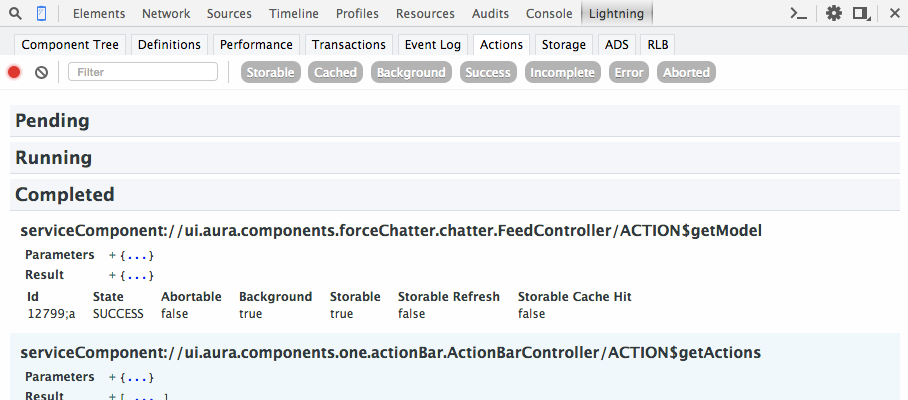 Elements Network Sources Timeline Profiles Resources Audits Console Lightning
Component Tree Definitions Performance Transactions Event Log Actions Storage ADS RLB
Filter Storable Cached Background Success Incomplete Error Aborted
Pending
Running
Completed
serviceComponent://ui.aura.components.forceChatter.chatter.FeedController/ACTION$getModel
Parameters + {...}
Result + {...}
Id State Abortable Background Storable Storable Refresh Storable Cache Hit
12799;a SUCCESS false true true false false
serviceComponent://ui.aura.components.one.actionBar.ActionBarController/ACTION$getActions
Parameters + {...}
Result + [ ... ]